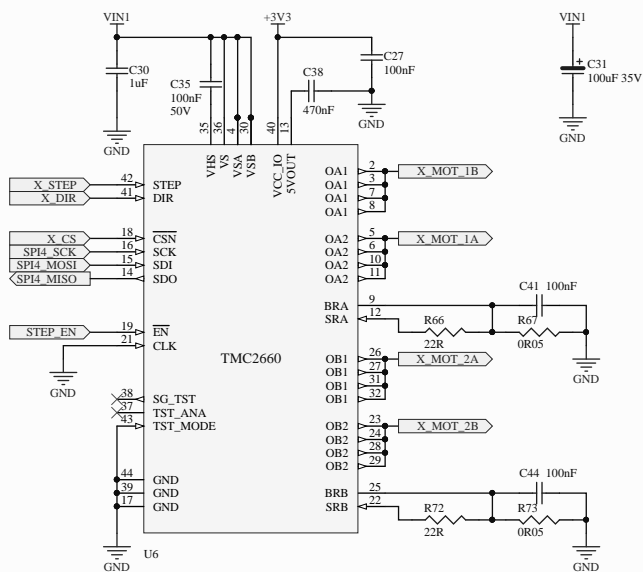 VIN1
+3V3
VIN1
C30
1uF
C35
100nF
50V
C38
470nF
C27
100nF
C31
100uF 35V
GND
GND
GND
35
36
4
30
40
13
VHS
VS
VSA
VSB
VCC_IO
5VOUT
X_STEP 42 STEP
X_DIR 41 DIR
X_CS 18 CSN
SPI4_SCK 16 SCK
SPI4_MOSI 15 SDI
SPI4_MISO 14 SDO
STEP_EN 19 EN
21 CLK
GND
38 SG_TST
37 TST_ANA
43 TST_MODE
44 GND
39 GND
17 GND
GND
TMC2660
U6
OA1 2 X_MOT_1B
OA1 3
OA1 7
OA1 8
OA2 5 X_MOT_1A
OA2 6
OA2 10
OA2 11
BRA 9
SRA 12
C41 100nF
R66
22R
R67
0R05
GND
OB1 26 X_MOT_2A
OB1 27
OB1 31
OB1 32
OB2 23 X_MOT_2B
OB2 24
OB2 28
OB2 29
BRB 25
SRB 22
C44 100nF
R72
22R
R73
0R05
GND